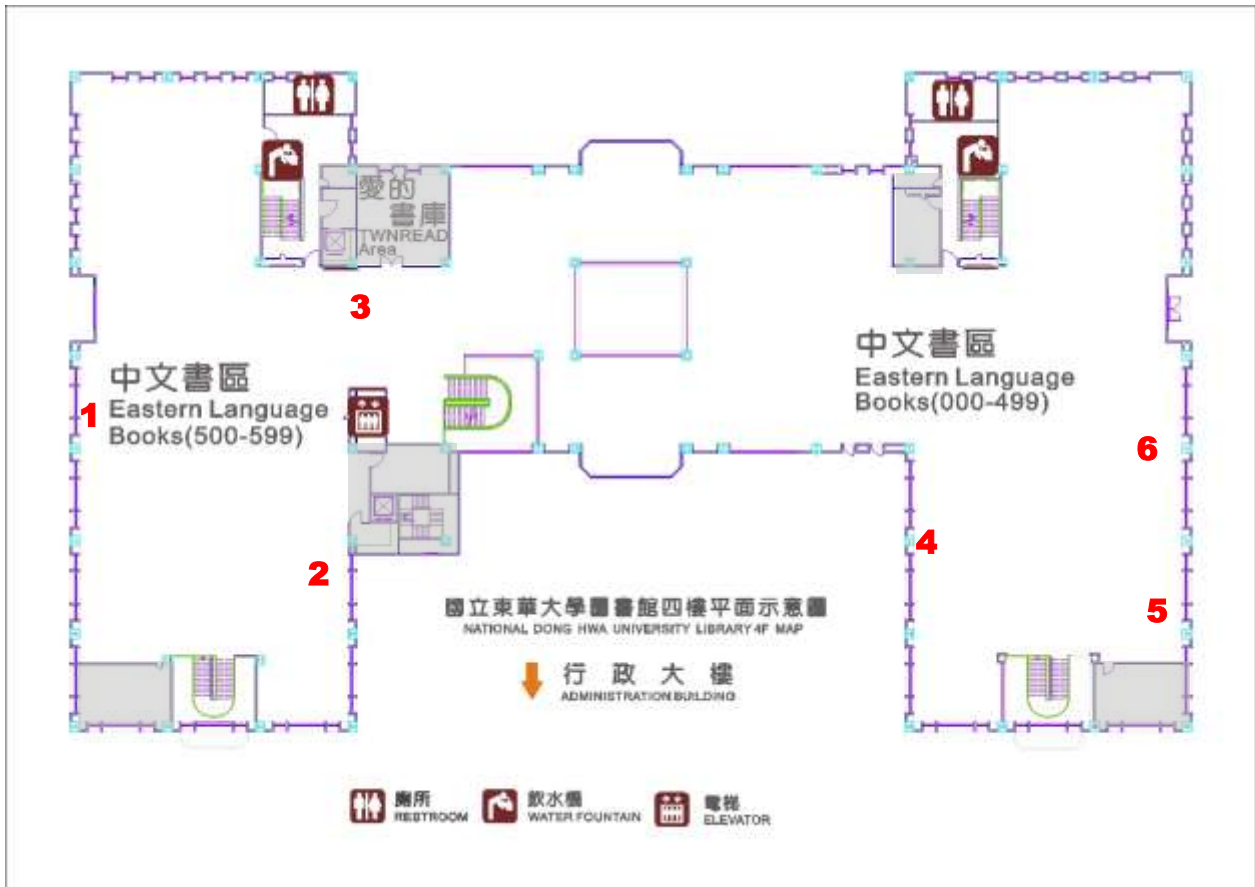 愛的
書庫
TWNREAD
Area
3
中文書區
Eastern Language
Books(500-599)
1
中文書區
Eastern Language
Books(000-499)
6
4
2
5
國立東華大學圖書館四樓平面示意圖
NATIONAL DONG HWA UNIVERSITY LIBRARY 4F MAP
行政大樓
ADMINISTRATION BUILDING
廁所
RESTROOM
飲水機
WATER FOUNTAIN
電梯
ELEVATOR